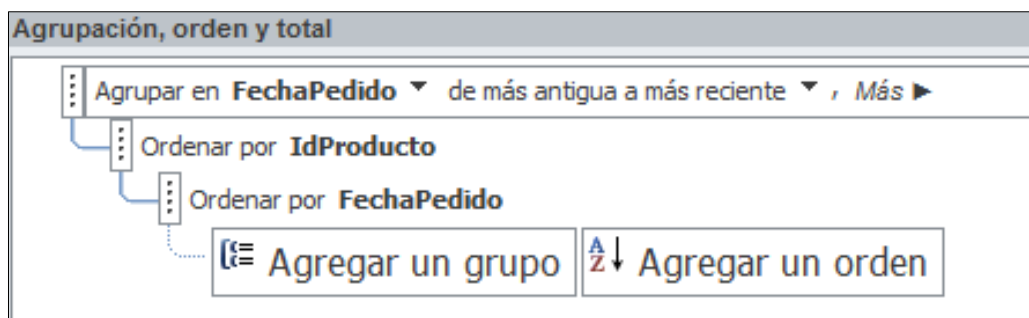 Agrupación, orden y total
Agrupar en FechaPedido de más antigua a más reciente , Más
Ordenar por IdProducto
Ordenar por FechaPedido
Agregar un grupo AZ Agregar un orden